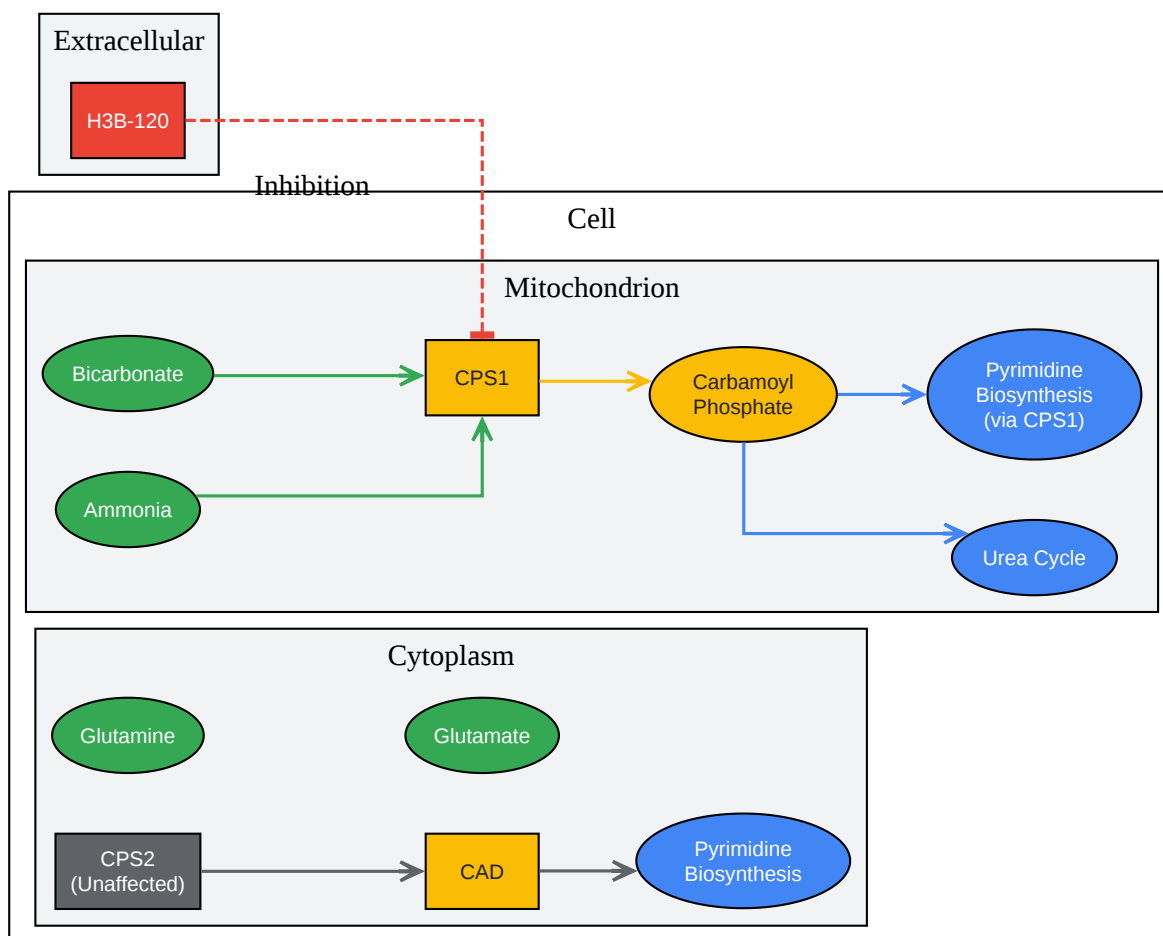 Extracellular
H3B-120
Inhibition
Cell
Mitochondrion
Bicarbonate
CPS1
Carbamoyl
Phosphate
Pyrimidine
Biosynthesis
(via CPS1)
Ammonia
Urea Cycle
Cytoplasm
Glutamine
Glutamate
CPS2
(Unaffected)
CAD
Pyrimidine
Biosynthesis